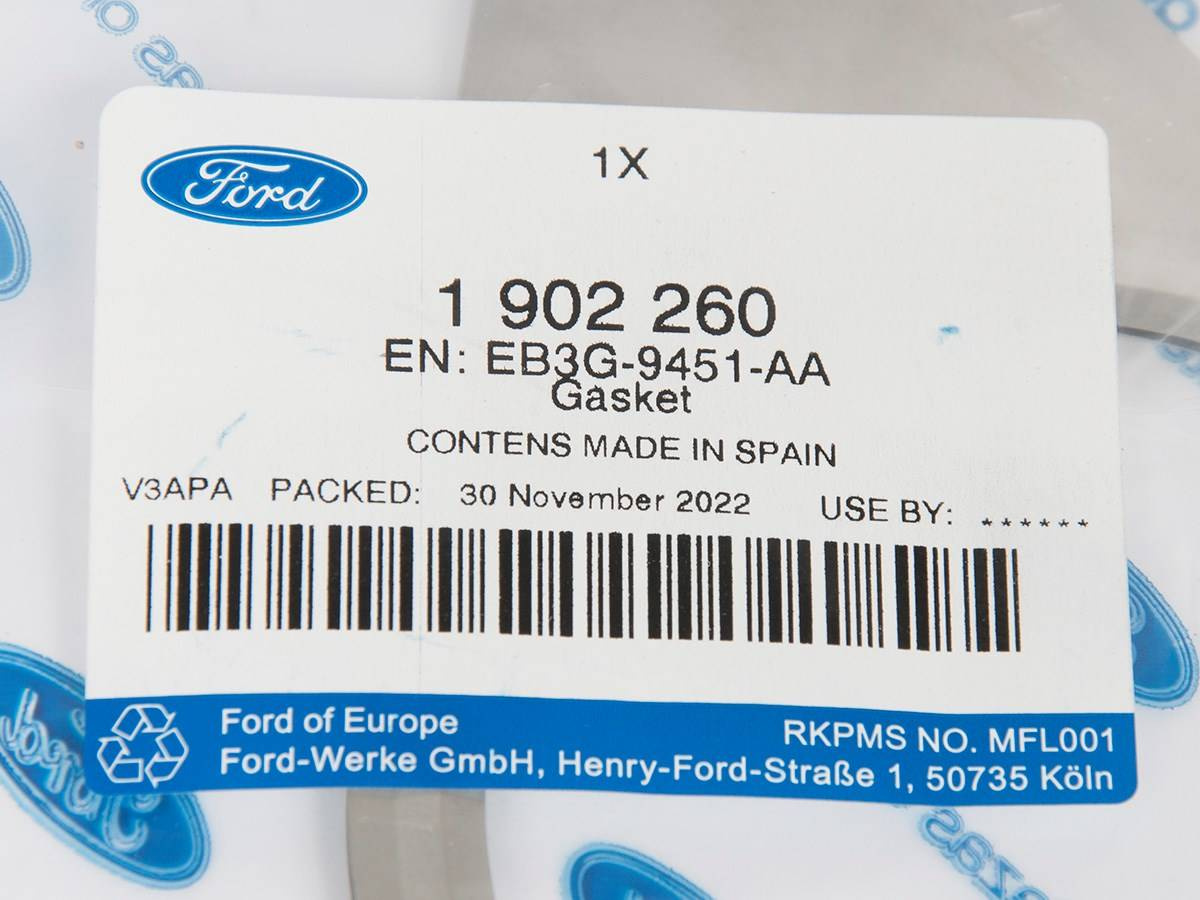 Ford
1X
1 902 260
EN: EB3G-9451-AA
Gasket
CONTENS MADE IN SPAIN
V3APA PACKED: 30 November 2022 USE BY: ******
Ford of Europe
RKPMS NO. MFL001
Ford-Werke GmbH, Henry-Ford-Straße 1, 50735 Köln
Ford